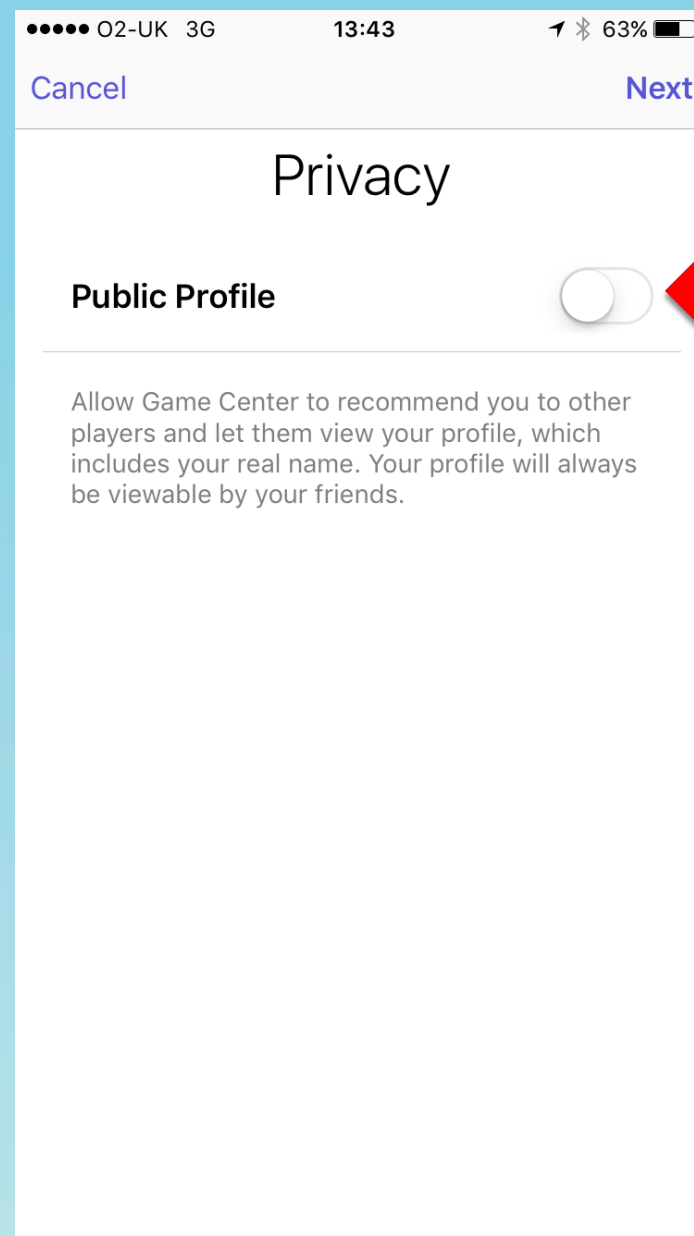 O2-UK 3G 13:43 63%
Cancel Next
Privacy
Public Profile
Allow Game Center to recommend you to other
players and let them view your profile, which
includes your real name. Your profile will always
be viewable by your friends.